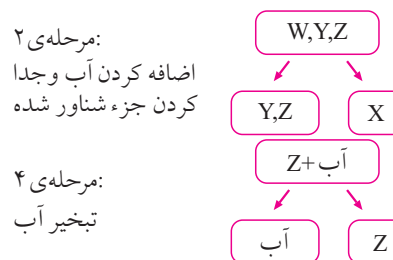 مرحله‌ی ۲:
اضافه کردن آب وجدا
کردن جزء شناور شده
W,Y,Z
Y,Z
X
مرحله‌ی ۴:
تبخیر آب
آب+Z
آب
Z